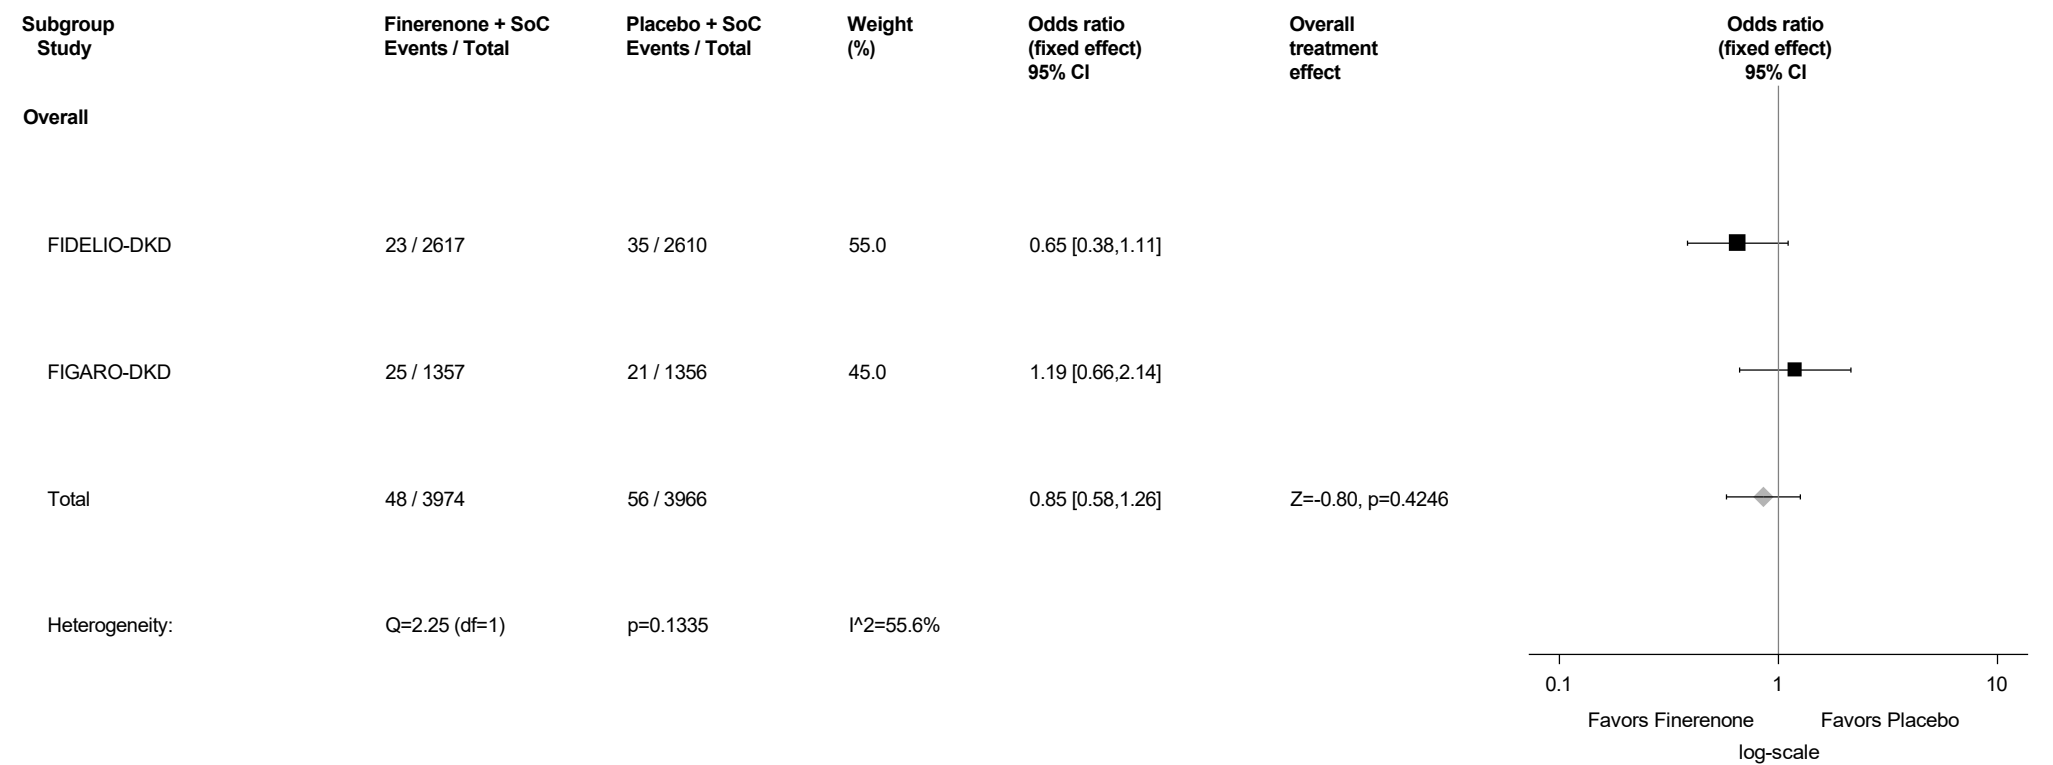 Subgroup Finerenone + SoC Placebo + SoC Weight Odds ratio Overall Odds ratio
Study Events / Total Events / Total (%) (fixed effect) treatment (fixed effect)
95% CI effect 95% CI
Overall
FIDELIO-DKD 23 / 2617 35 / 2610 55.0 0.65 [0.38,1.11]
FIGARO-DKD 25 / 1357 21 / 1356 45.0 1.19 [0.66,2.14]
Total 48 / 3974 56 / 3966 0.85 [0.58,1.26] Z=-0.80, p=0.4246
Heterogeneity: Q=2.25 (df=1) p=0.1335 I^2=55.6%
0.1 1 10
Favors Finerenone Favors Placebo
log-scale